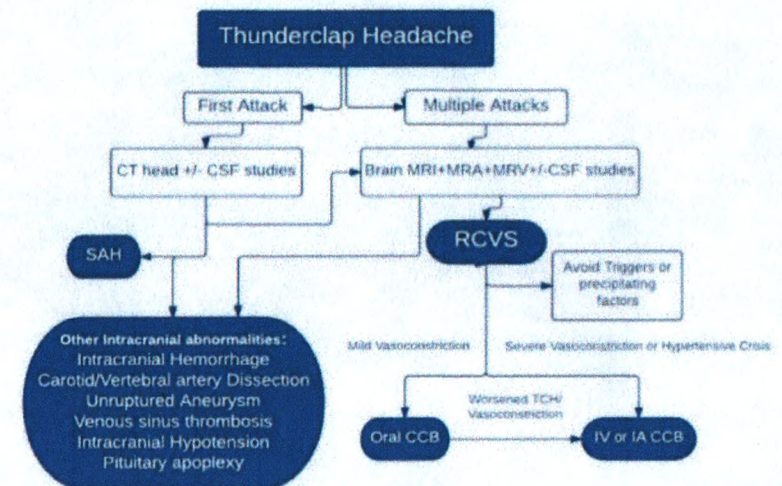 Thunderclap Headache
First Attack
Multiple Attacks
CT head +/- CSF studies
Brain MRI+MRA+MRV+/-CSF studies
SAH
RCVS
Avoid Triggers or
precipitating
factors
Other Intracranial abnormalities:
Intracranial Hemorrhage
Carotid/Vertebral artery Dissection
Unruptured Aneurysm
Venous sinus thrombosis
Intracranial Hypotension
Pituitary apoplexy
Mild Vasoconstriction
Severe Vasoconstriction or Hypertensive Crisis
Worsened TCH/
Vasoconstriction
Oral CCB
IV or IA CCB